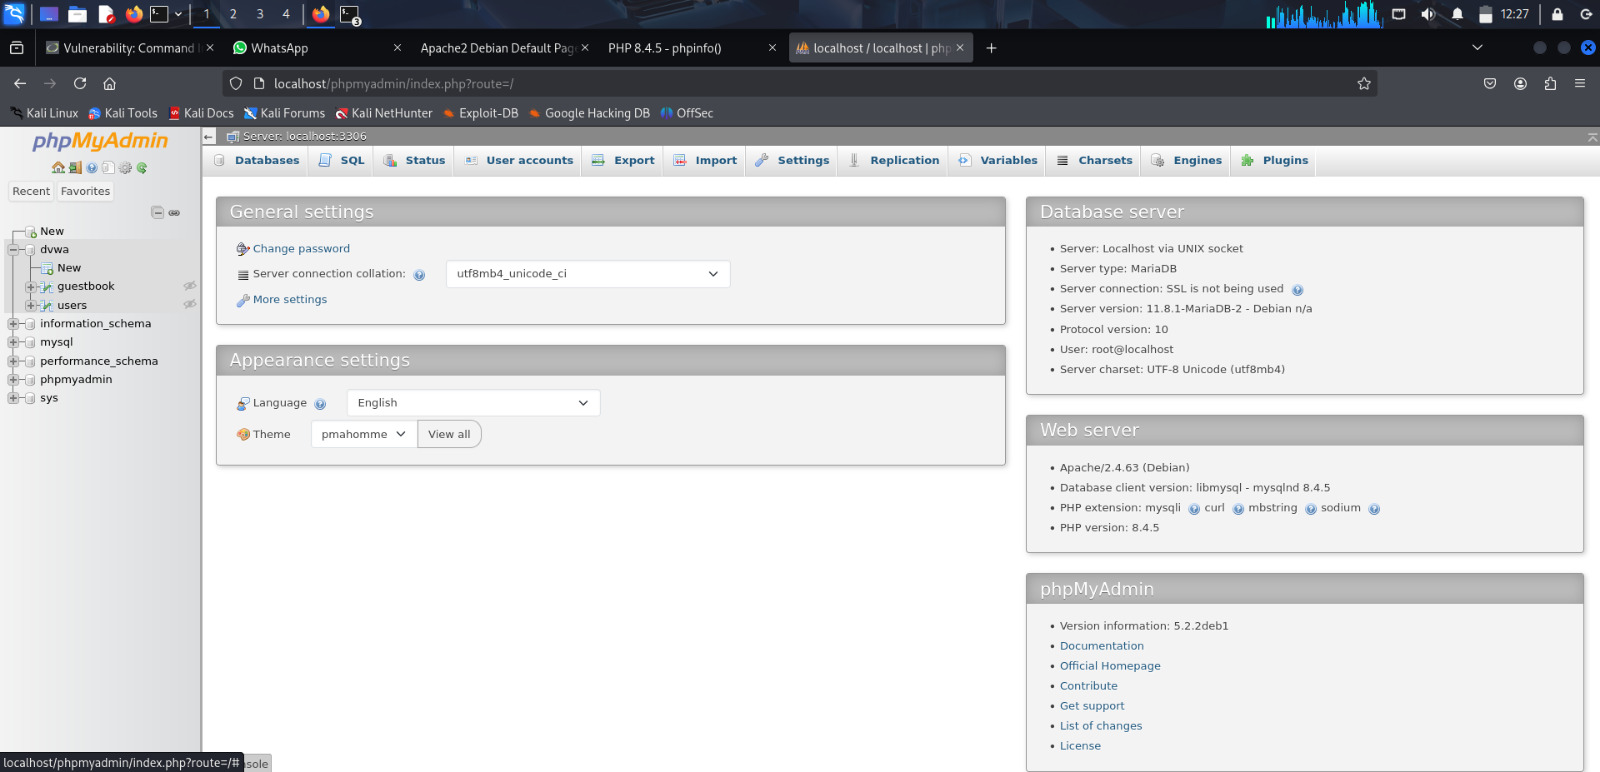 1 2 3 4 3 12:27
Vulnerability: Command I
WhatsApp
Apache2 Debian Default Page
PHP 8.4.5 - phpinfo()
localhost / localhost | php
localhost/phpmyadmin/index.php?route=/
Kali Linux Kali Tools Kali Docs Kali Forums Kali NetHunter Exploit-DB Google Hacking DB OffSec
phpMyAdmin
Recent Favorites
New
dvwa
New
guestbook
users
information_schema
mysql
performance_schema
phpmyadmin
sys
Server: localhost:3306
Databases SQL Status User accounts Export Import Settings Replication Variables Charsets Engines Plugins
General settings
Change password
Server connection collation: utf8mb4_unicode_ci
More settings
Appearance settings
Language English
Theme pmahomme View all
Database server
Server: Localhost via UNIX socket
Server type: MariaDB
Server connection: SSL is not being used
Server version: 11.8.1-MariaDB-2 - Debian n/a
Protocol version: 10
User: root@localhost
Server charset: UTF-8 Unicode (utf8mb4)
Web server
Apache/2.4.63 (Debian)
Database client version: libmysql - mysqlnd 8.4.5
PHP extension: mysqli curl mbstring sodium
PHP version: 8.4.5
phpMyAdmin
Version information: 5.2.2deb1
Documentation
Official Homepage
Contribute
Get support
List of changes
License
localhost/phpmyadmin/index.php?route=/# nsole